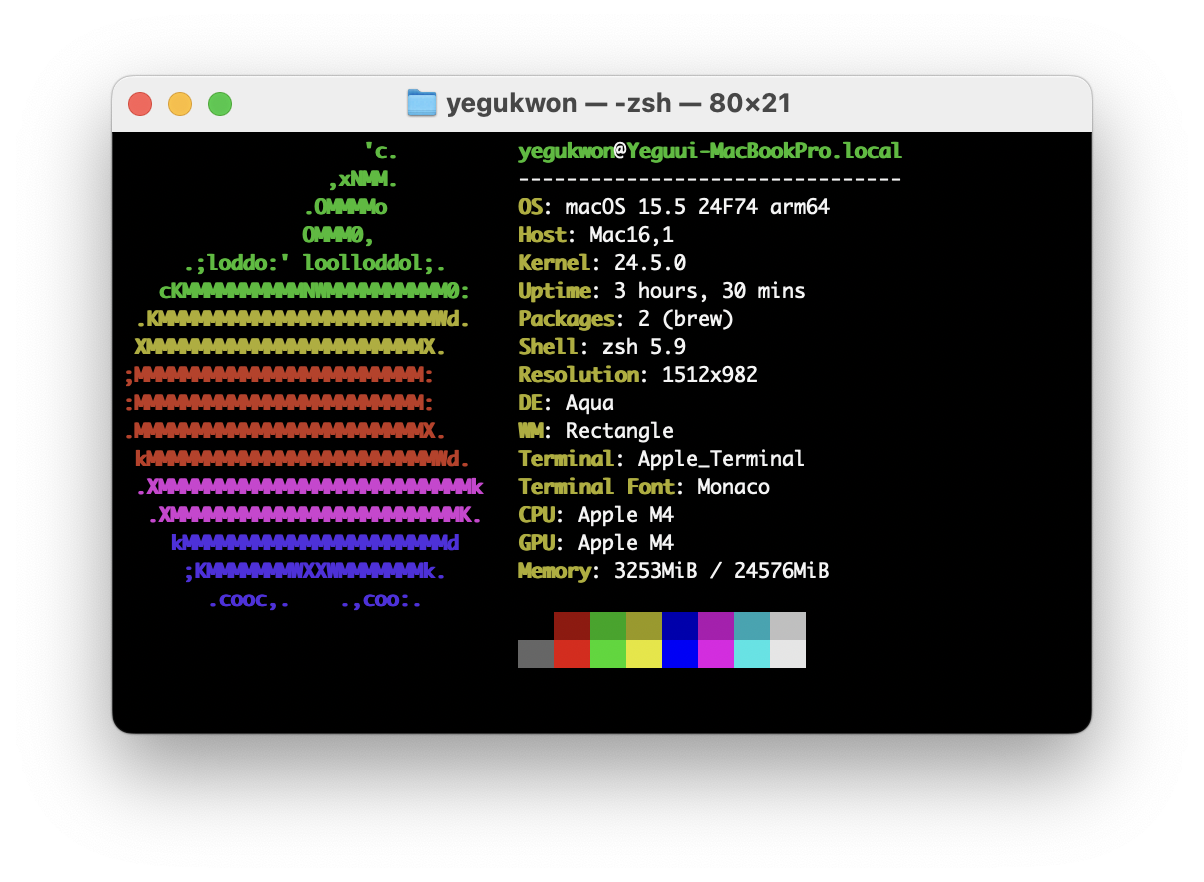 yegukwon — -zsh — 80×21
'c.
,xNMM.
.OMMMMo
OMMM0,
.;loddo:' loolloddol;.
cKMMMMMMMMMMNWMMMMMMMMMM0:
.KMMMMMMMMMMMMMMMMMMMMMMMWd.
XMMMMMMMMMMMMMMMMMMMMMMMX.
;MMMMMMMMMMMMMMMMMMMMMMMM:
:MMMMMMMMMMMMMMMMMMMMMMMM:
.MMMMMMMMMMMMMMMMMMMMMMMMX.
kMMMMMMMMMMMMMMMMMMMMMMMMWd.
.XMMMMMMMMMMMMMMMMMMMMMMMMMMk
.XMMMMMMMMMMMMMMMMMMMMMMMMK.
kMMMMMMMMMMMMMMMMMMMMMMd
;KMMMMMMMWXXWMMMMMMMk.
.cooc,.    .,coo:.
yegukwon@Yeguui-MacBookPro.local
--------------------------------
OS: macOS 15.5 24F74 arm64
Host: Mac16,1
Kernel: 24.5.0
Uptime: 3 hours, 30 mins
Packages: 2 (brew)
Shell: zsh 5.9
Resolution: 1512x982
DE: Aqua
WM: Rectangle
Terminal: Apple_Terminal
Terminal Font: Monaco
CPU: Apple M4
GPU: Apple M4
Memory: 3253MiB / 24576MiB